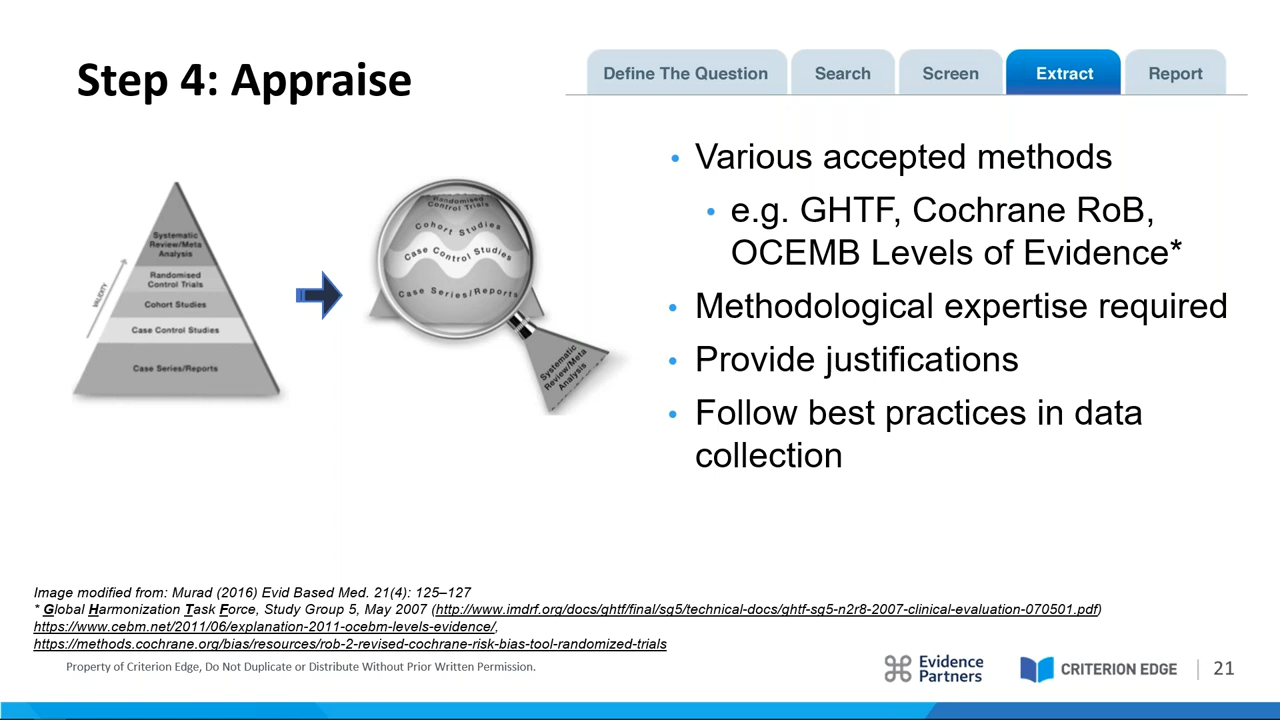 Step 4: Appraise
Define The Question
Search
Screen
Extract
Report
Systematic
Review/Meta
Analysis
Randomised
Control Trials
Cohort Studies
Case Control Studies
Case Series/Reports
VALIDITY
Randomised
Control Trials
Cohort Studies
Case Control Studies
Case Series/Reports
Systematic
Review/Meta
Analysis
• Various accepted methods
• e.g. GHTF, Cochrane RoB,
OCEMB Levels of Evidence*
• Methodological expertise required
• Provide justifications
• Follow best practices in data
collection
Image modified from: Murad (2016) Evid Based Med. 21(4): 125–127
* Global Harmonization Task Force, Study Group 5, May 2007 (http://www.imdrf.org/docs/ghtf/final/sg5/technical-docs/ghtf-sg5-n2r8-2007-clinical-evaluation-070501.pdf)
https://www.cebm.net/2011/06/explanation-2011-ocebm-levels-evidence/,
https://methods.cochrane.org/bias/resources/rob-2-revised-cochrane-risk-bias-tool-randomized-trials
Property of Criterion Edge, Do Not Duplicate or Distribute Without Prior Written Permission.
Evidence
Partners
CRITERION EDGE
21